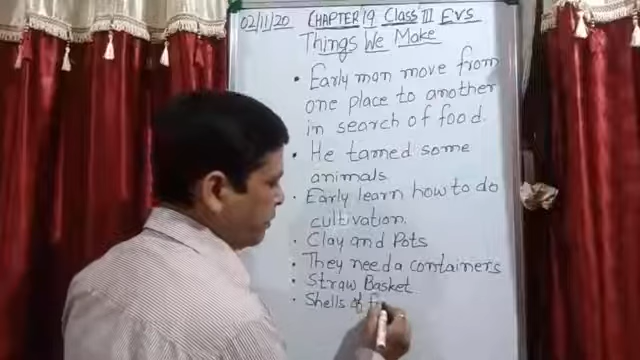 02/11/20 CHAPTER 19 Class III EVS
Things We Make
• Early man move from
one place to another
in search of food.
• He tamed some
animals
• Early learn how to do
cultivation.
• Clay and Pots
• They need a containers
• Straw Basket
• Shells of